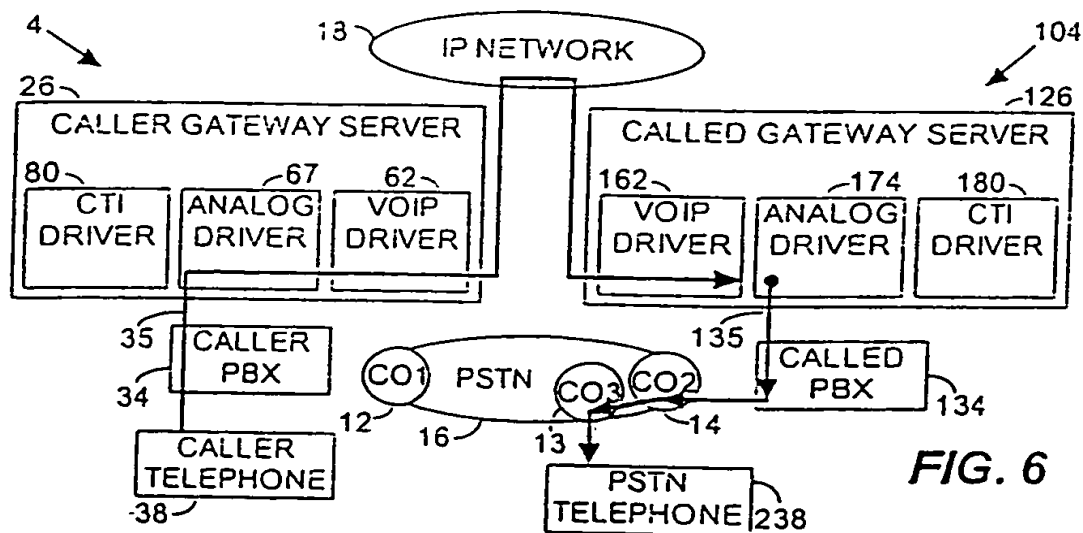 4
18
IP NETWORK
104
26
CALLER GATEWAY SERVER
126
CALLED GATEWAY SERVER
80
CTI
DRIVER
67
ANALOG
DRIVER
62
VOIP
DRIVER
162
VOIP
DRIVER
174
ANALOG
DRIVER
180
CTI
DRIVER
35
135
CALLER
PBX
34
CO1
PSTN
CO3
CO2
12
16
13
14
CALLED
PBX
134
CALLER
TELEPHONE
38
PSTN
TELEPHONE
238
FIG. 6